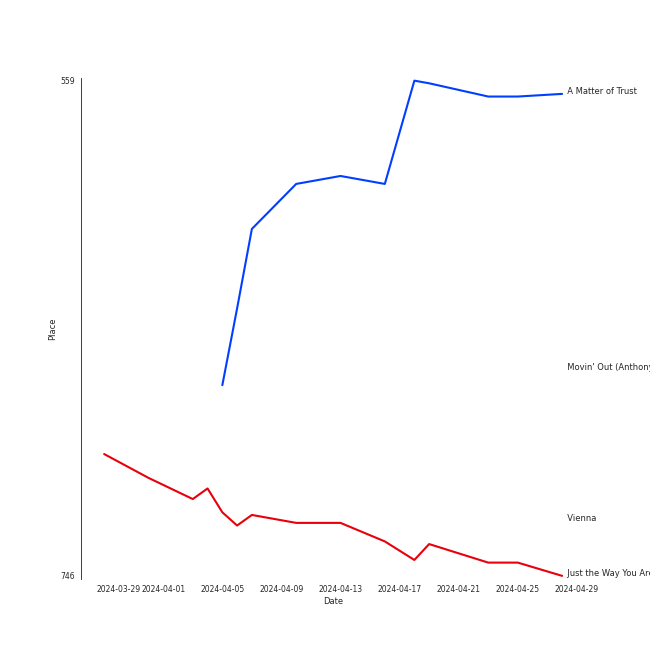 559
A Matter of Trust
Place
Movin' Out (Anthony
Vienna
746
Just the Way You Are
2024-03-29 2024-04-01 2024-04-05 2024-04-09 2024-04-13 2024-04-17 2024-04-21 2024-04-25 2024-04-29
Date